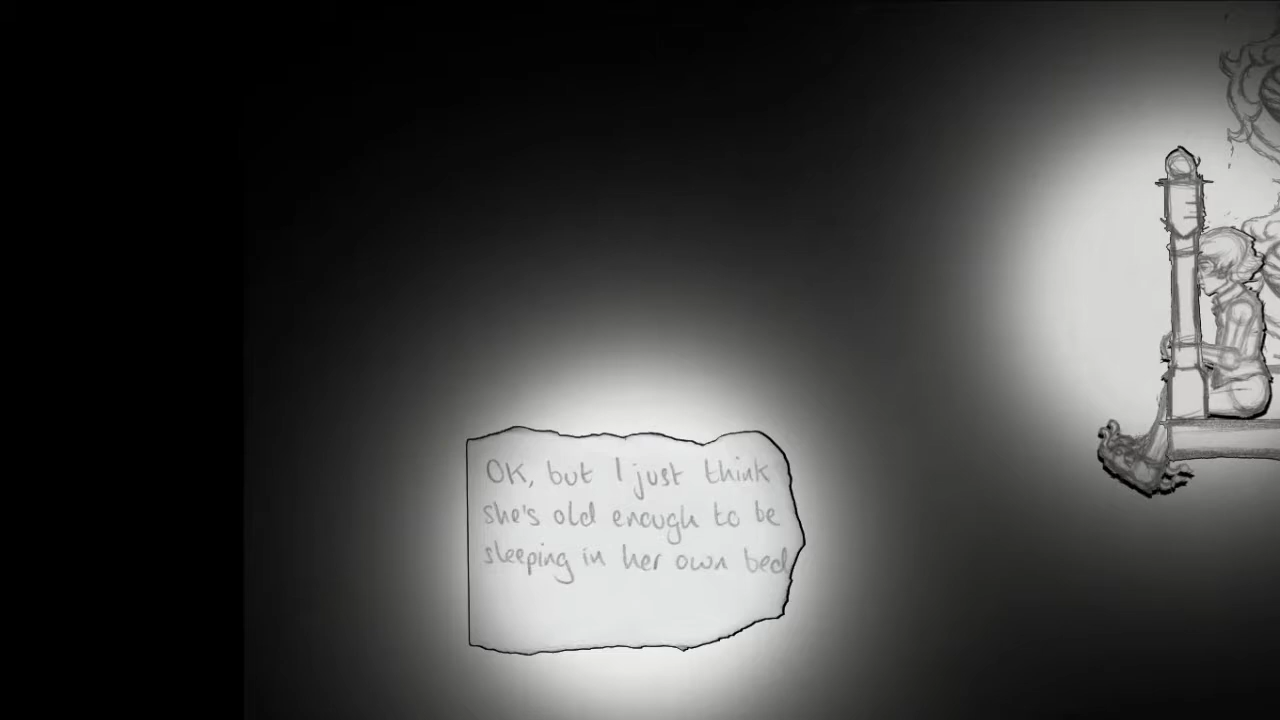 OK, but I just think
she's old enough to be
sleeping in her own bed